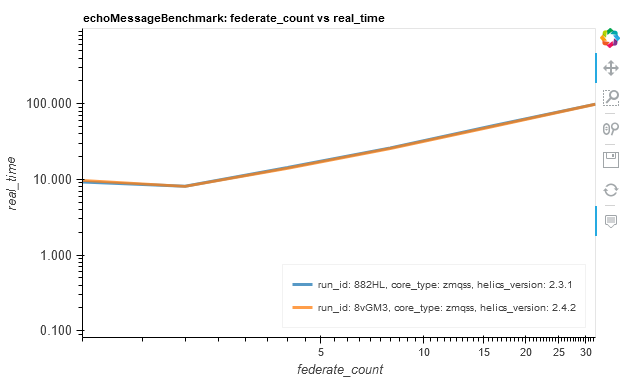 echoMessageBenchmark: federate_count vs real_time
100.000
10.000
1.000
0.100
real_time
run_id: 882HL, core_type: zmqss, helics_version: 2.3.1
run_id: 8vGM3, core_type: zmqss, helics_version: 2.4.2
5
10
15
20
25
30
federate_count